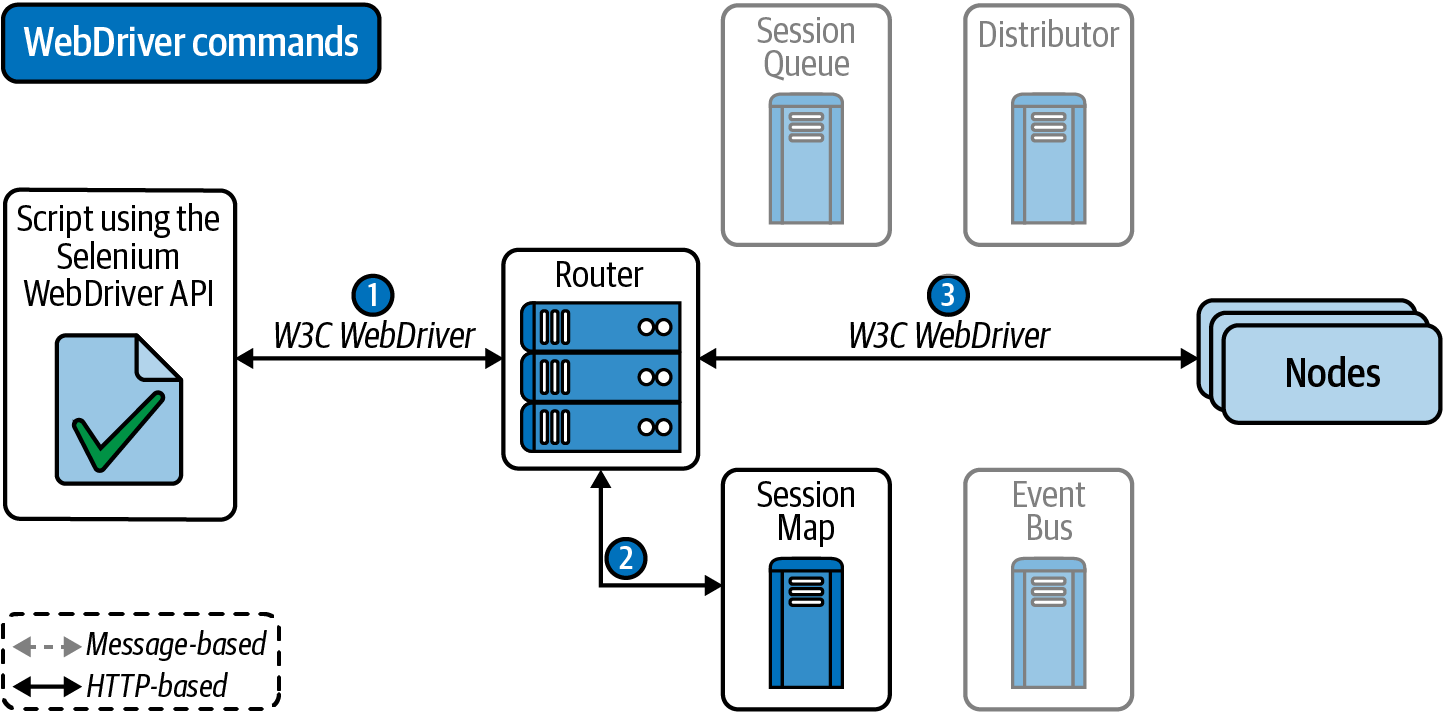 WebDriver commands
Session
Queue
Distributor
Script using the
Selenium
WebDriver API
Router
1
W3C WebDriver
3
W3C WebDriver
Nodes
2
Session
Map
Event
Bus
Message-based
HTTP-based